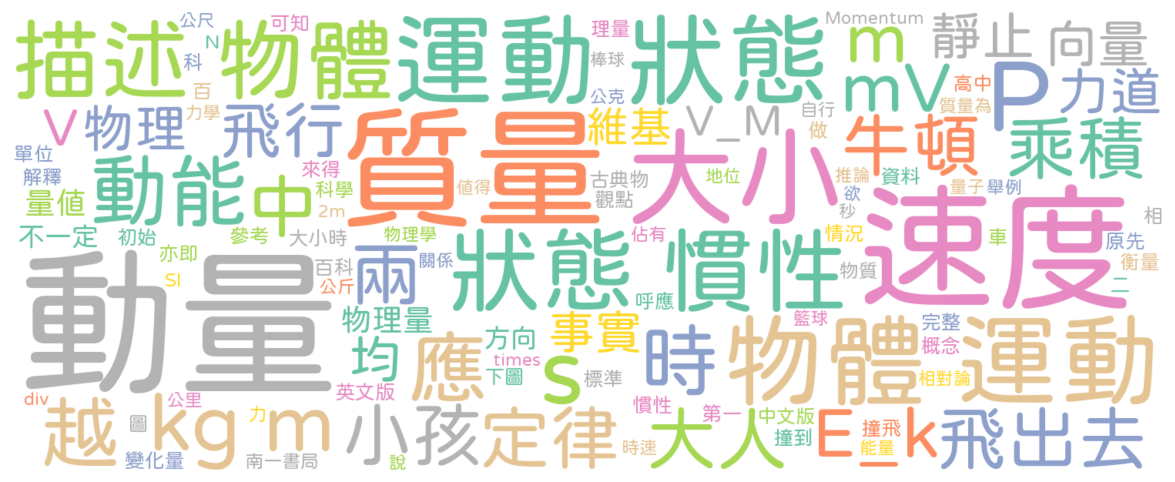 描述
公尺
N
科
物體
可知
運動
狀態
理量
棒球
Momentum
m
靜止
向量
V
物理
百
力學
飛行
質量
公克
維基
V_M
自行
做
大小
mV
高中
質量為
P
力道
牛頓
乘積
單位
解釋
量值
動能
中
來得
科學
2m
值得
古典物
觀點
地位
推論
欲
秒
資料
量子
舉例
速度
相
不一定
初始
亦即
參考
大小時
物理學
狀態
佔有
慣性
情況
車
原先
衡量
二
動量
SI
百科
公斤
兩
關係
呼應
物質
物理量
均
應
方向
times
下圖
事實
S
標準
時
籃球
物體
完整
概念
相對論
運動
div
越
公里
圖
kg
力
m
變化量
南一書局
英文版
小孩
說
定律
慣性
時速
第一
大人
中文版
撞到
E_k
撞飛
能量
飛出去